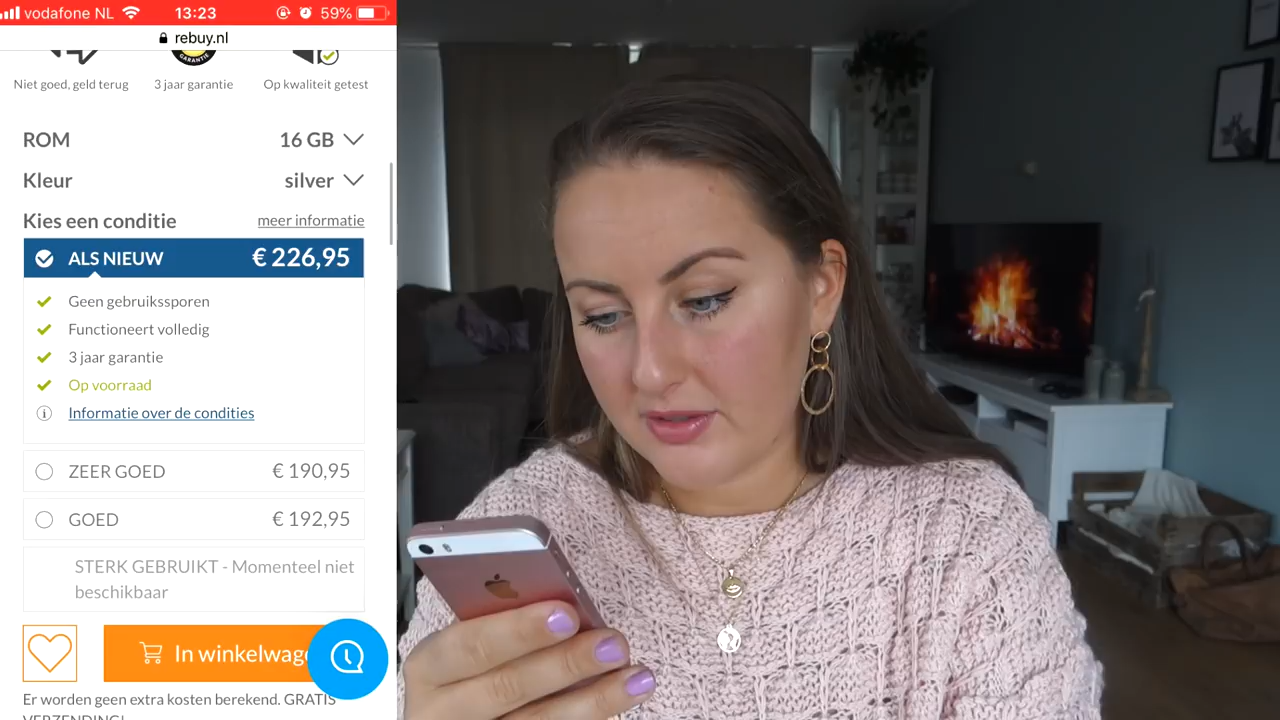 vodafone NL
13:23
59%
rebuy.nl
GARANTIE
Niet goed, geld terug
3 jaar garantie
Op kwaliteit getest
ROM
16 GB
Kleur
silver
Kies een conditie
meer informatie
ALS NIEUW
€ 226,95
Geen gebruikssporen
Functioneert volledig
3 jaar garantie
Op voorraad
Informatie over de condities
ZEER GOED
€ 190,95
GOED
€ 192,95
STERK GEBRUIKT - Momenteel niet
beschikbaar
In winkelwage
Er worden geen extra kosten berekend. GRATIS
VERZENDING!